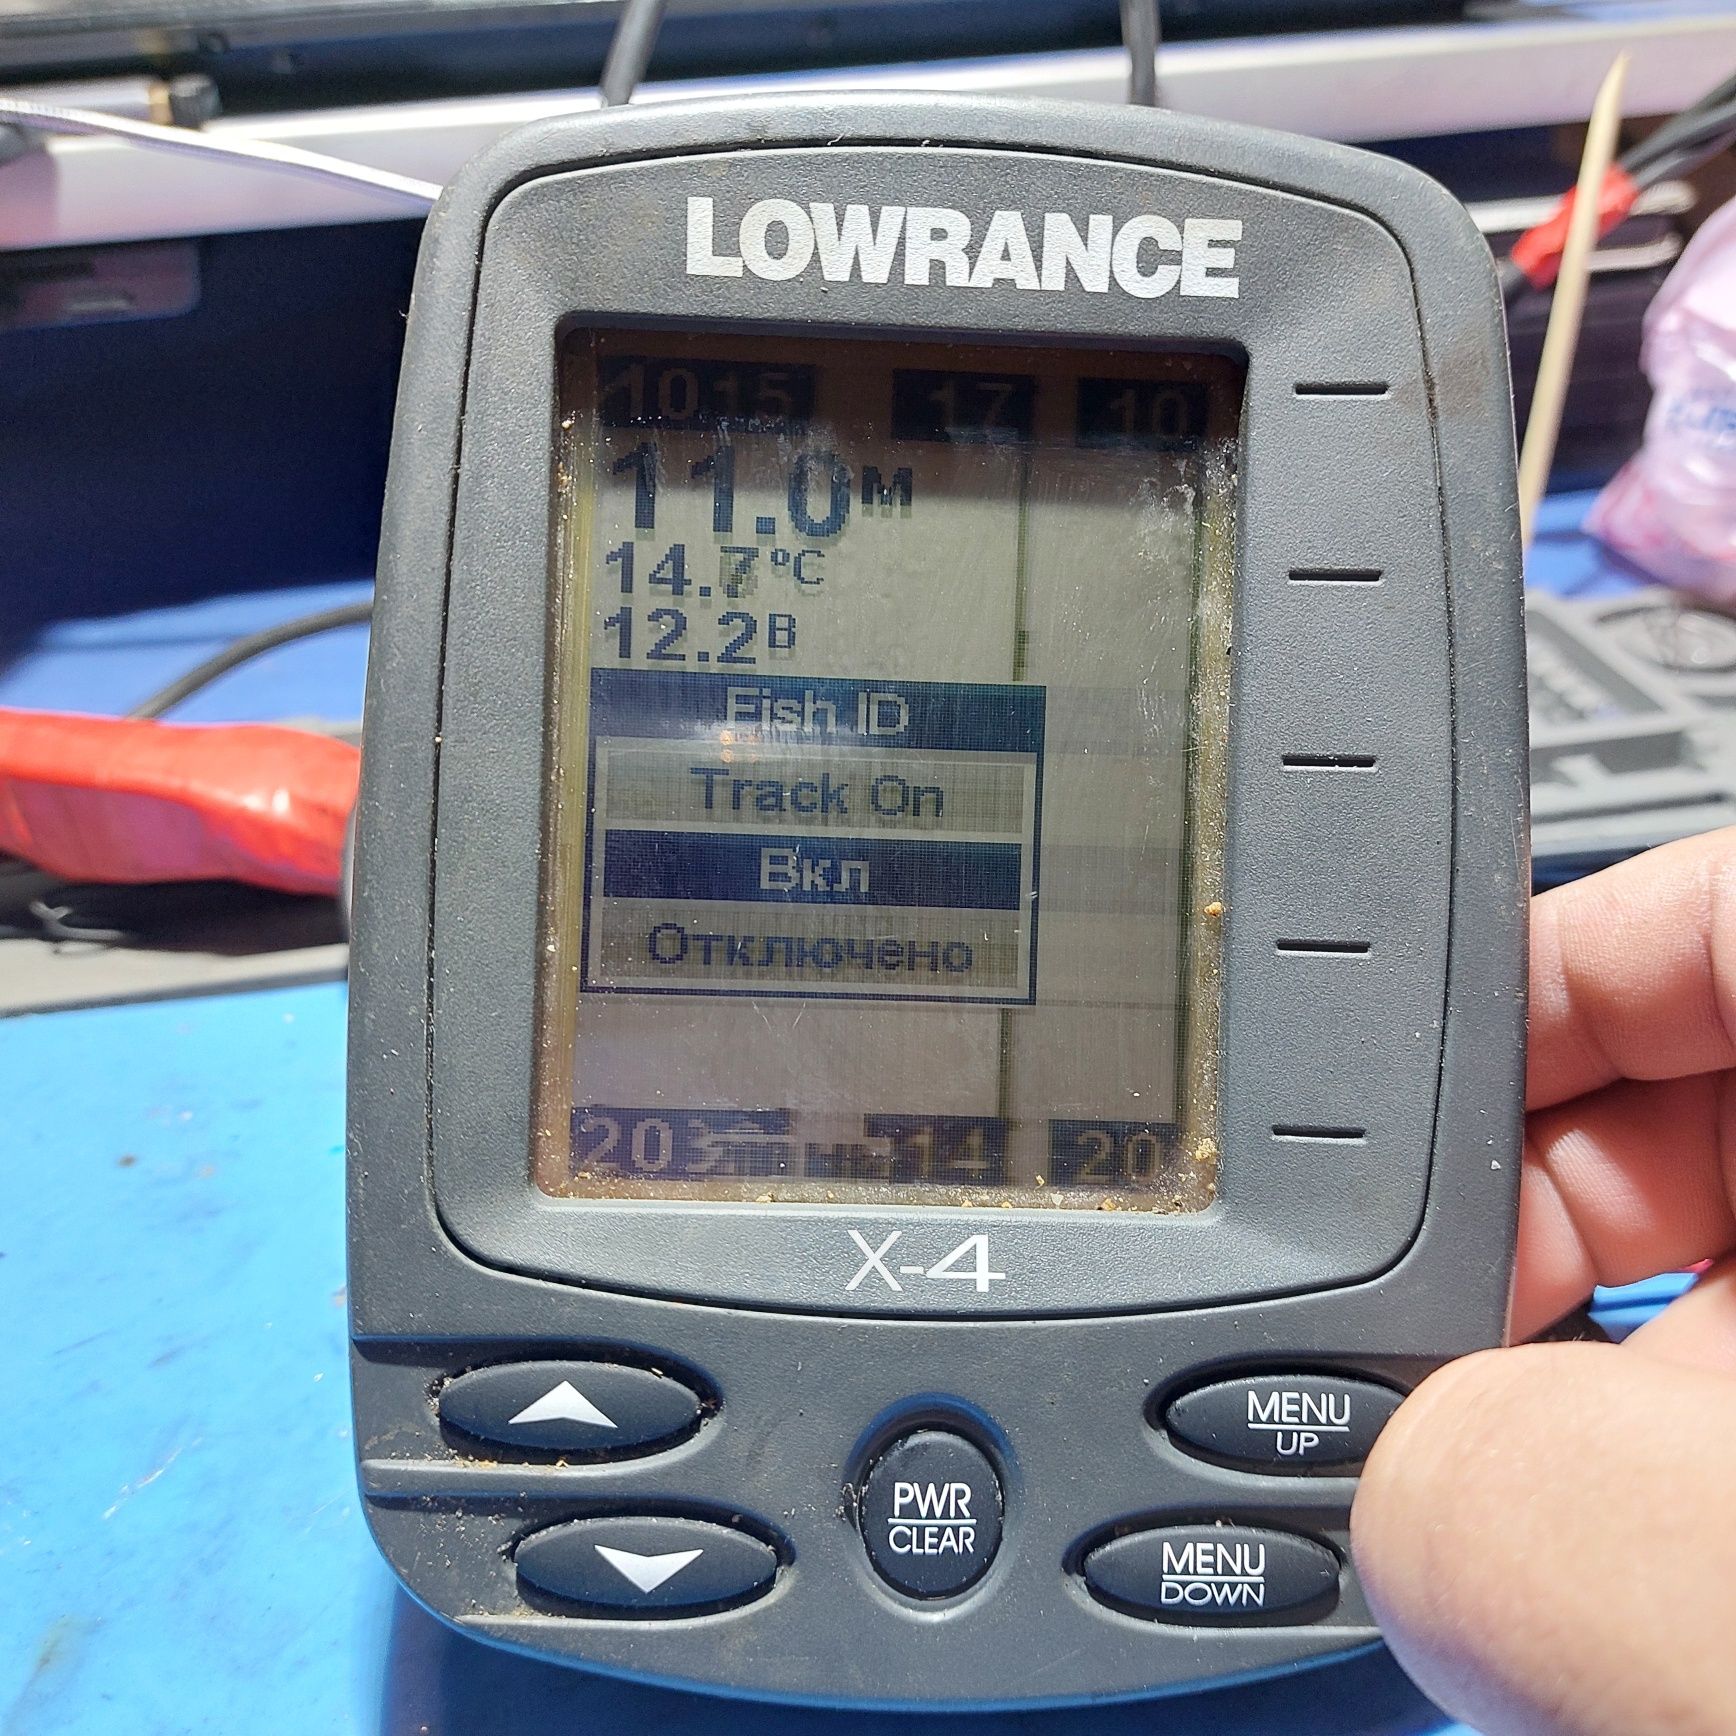 LOWRANCE
1015 17 10
11.0м
14.7°C
12.2В
Fish ID
Track On
Вкл
Отключено
14 20
X-4
MENU
UP
PWR
CLEAR
MENU
DOWN